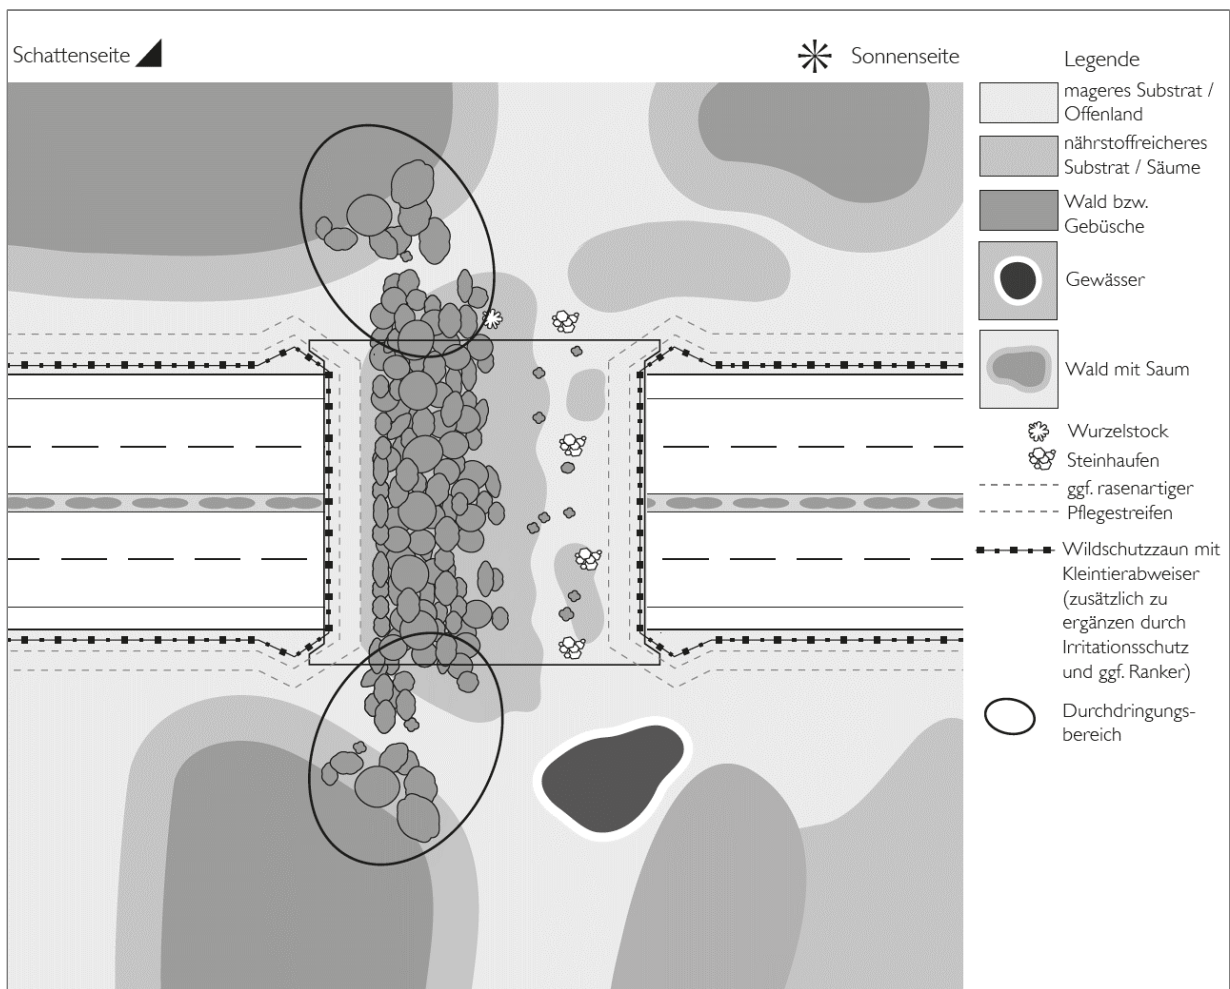 Schattenseite
Sonnenseite
Legende
mageres Substrat /
Offenland
nährstoffreicheres
Substrat / Säume
Wald bzw.
Gebüsche
Gewässer
Wald mit Saum
Wurzelstock
Steinhaufen
ggf. rasenartiger
Pflegestreifen
Wildschutzzaun mit
Kleintierabweiser
(zusätzlich zu
ergänzen durch
Irritationsschutz
und ggf. Ranker)
Durchdringungs-
bereich